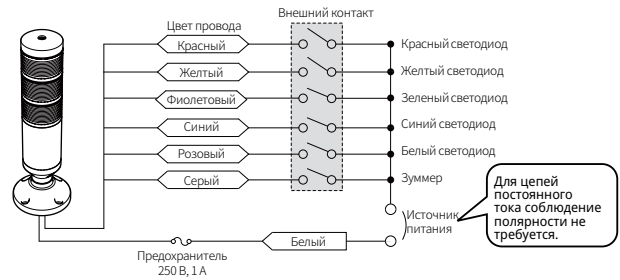 Внешний контакт
Цвет провода
Красный
Красный светодиод
Желтый
Желтый светодиод
Фиолетовый
Зеленый светодиод
Синий
Синий светодиод
Розовый
Белый светодиод
Серый
Зуммер
Для цепей
постоянного
тока соблюдение
полярности не
требуется.
Источник
питания
Белый
Предохранитель
250 В, 1 А